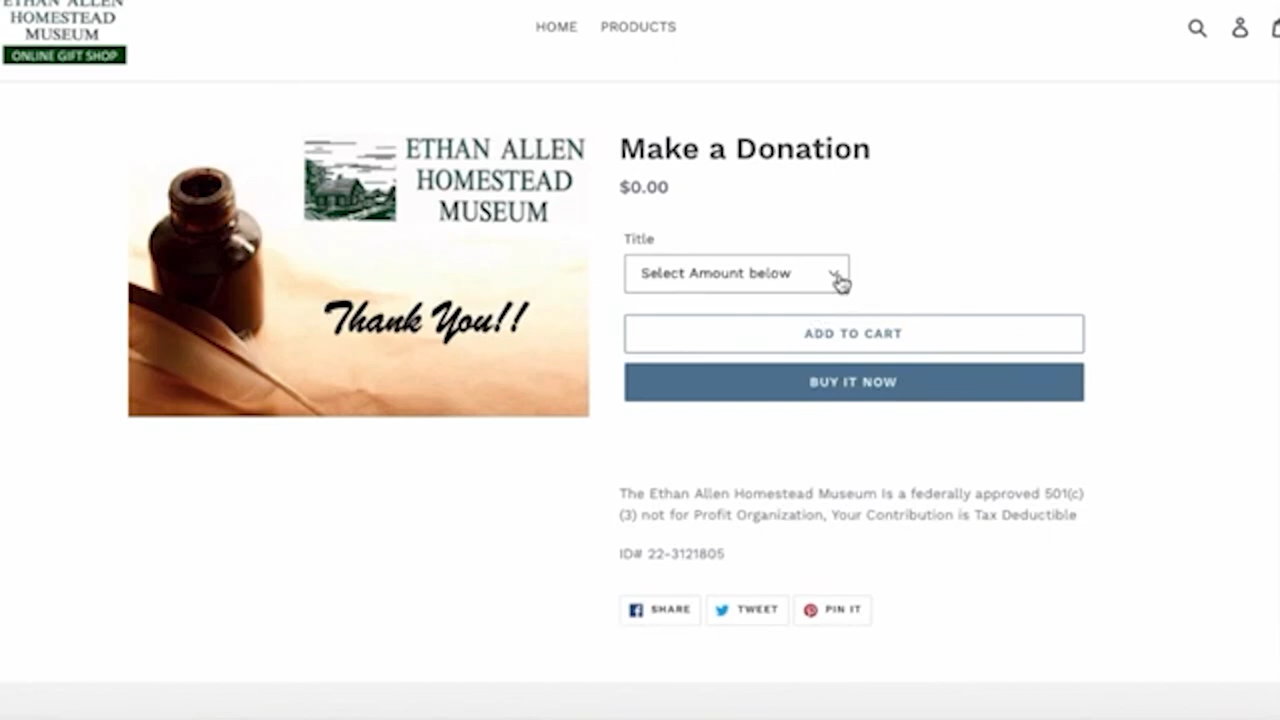 ETHAN ALLEN
HOMESTEAD
MUSEUM
ONLINE GIFT SHOP
HOME
PRODUCTS
ETHAN ALLEN
HOMESTEAD
MUSEUM
Thank You!!
Make a Donation
$0.00
Title
Select Amount below
ADD TO CART
BUY IT NOW
The Ethan Allen Homestead Museum Is a federally approved 501(c)
(3) not for Profit Organization, Your Contribution is Tax Deductible
ID# 22-3121805
SHARE
TWEET
PIN IT